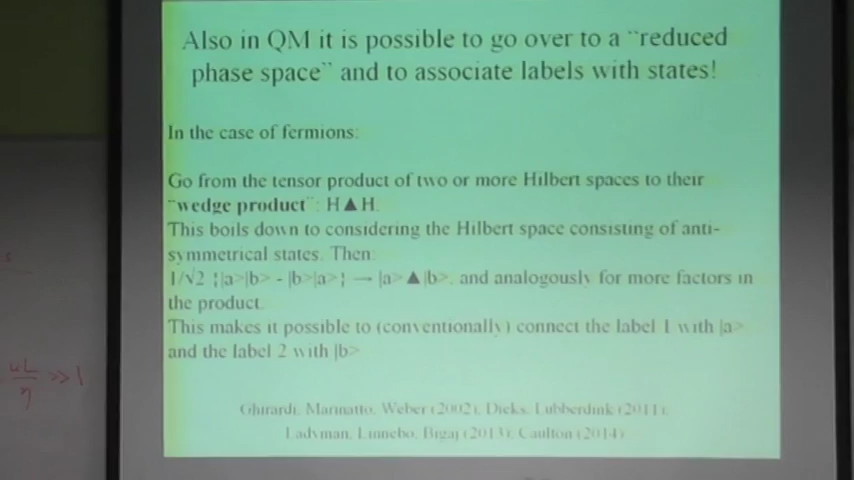 Also in QM it is possible to go over to a "reduced
phase space" and to associate labels with states!
In the case of fermions:
Go from the tensor product of two or more Hilbert spaces to their
"wedge product": H▲H.
This boils down to considering the Hilbert space consisting of anti-
symmetrical states. Then:
1/√2 {|a>|b> - |b>|a>} → |a>▲|b>, and analogously for more factors in
the product.
This makes it possible to (conventionally) connect the label 1 with |a>
and the label 2 with |b>
Ghirardi, Marinatto, Weber (2002), Dieks, Lubberdink (2011);
Ladyman, Linnebo, Bigaj (2013), Caulton (2014)
>>1